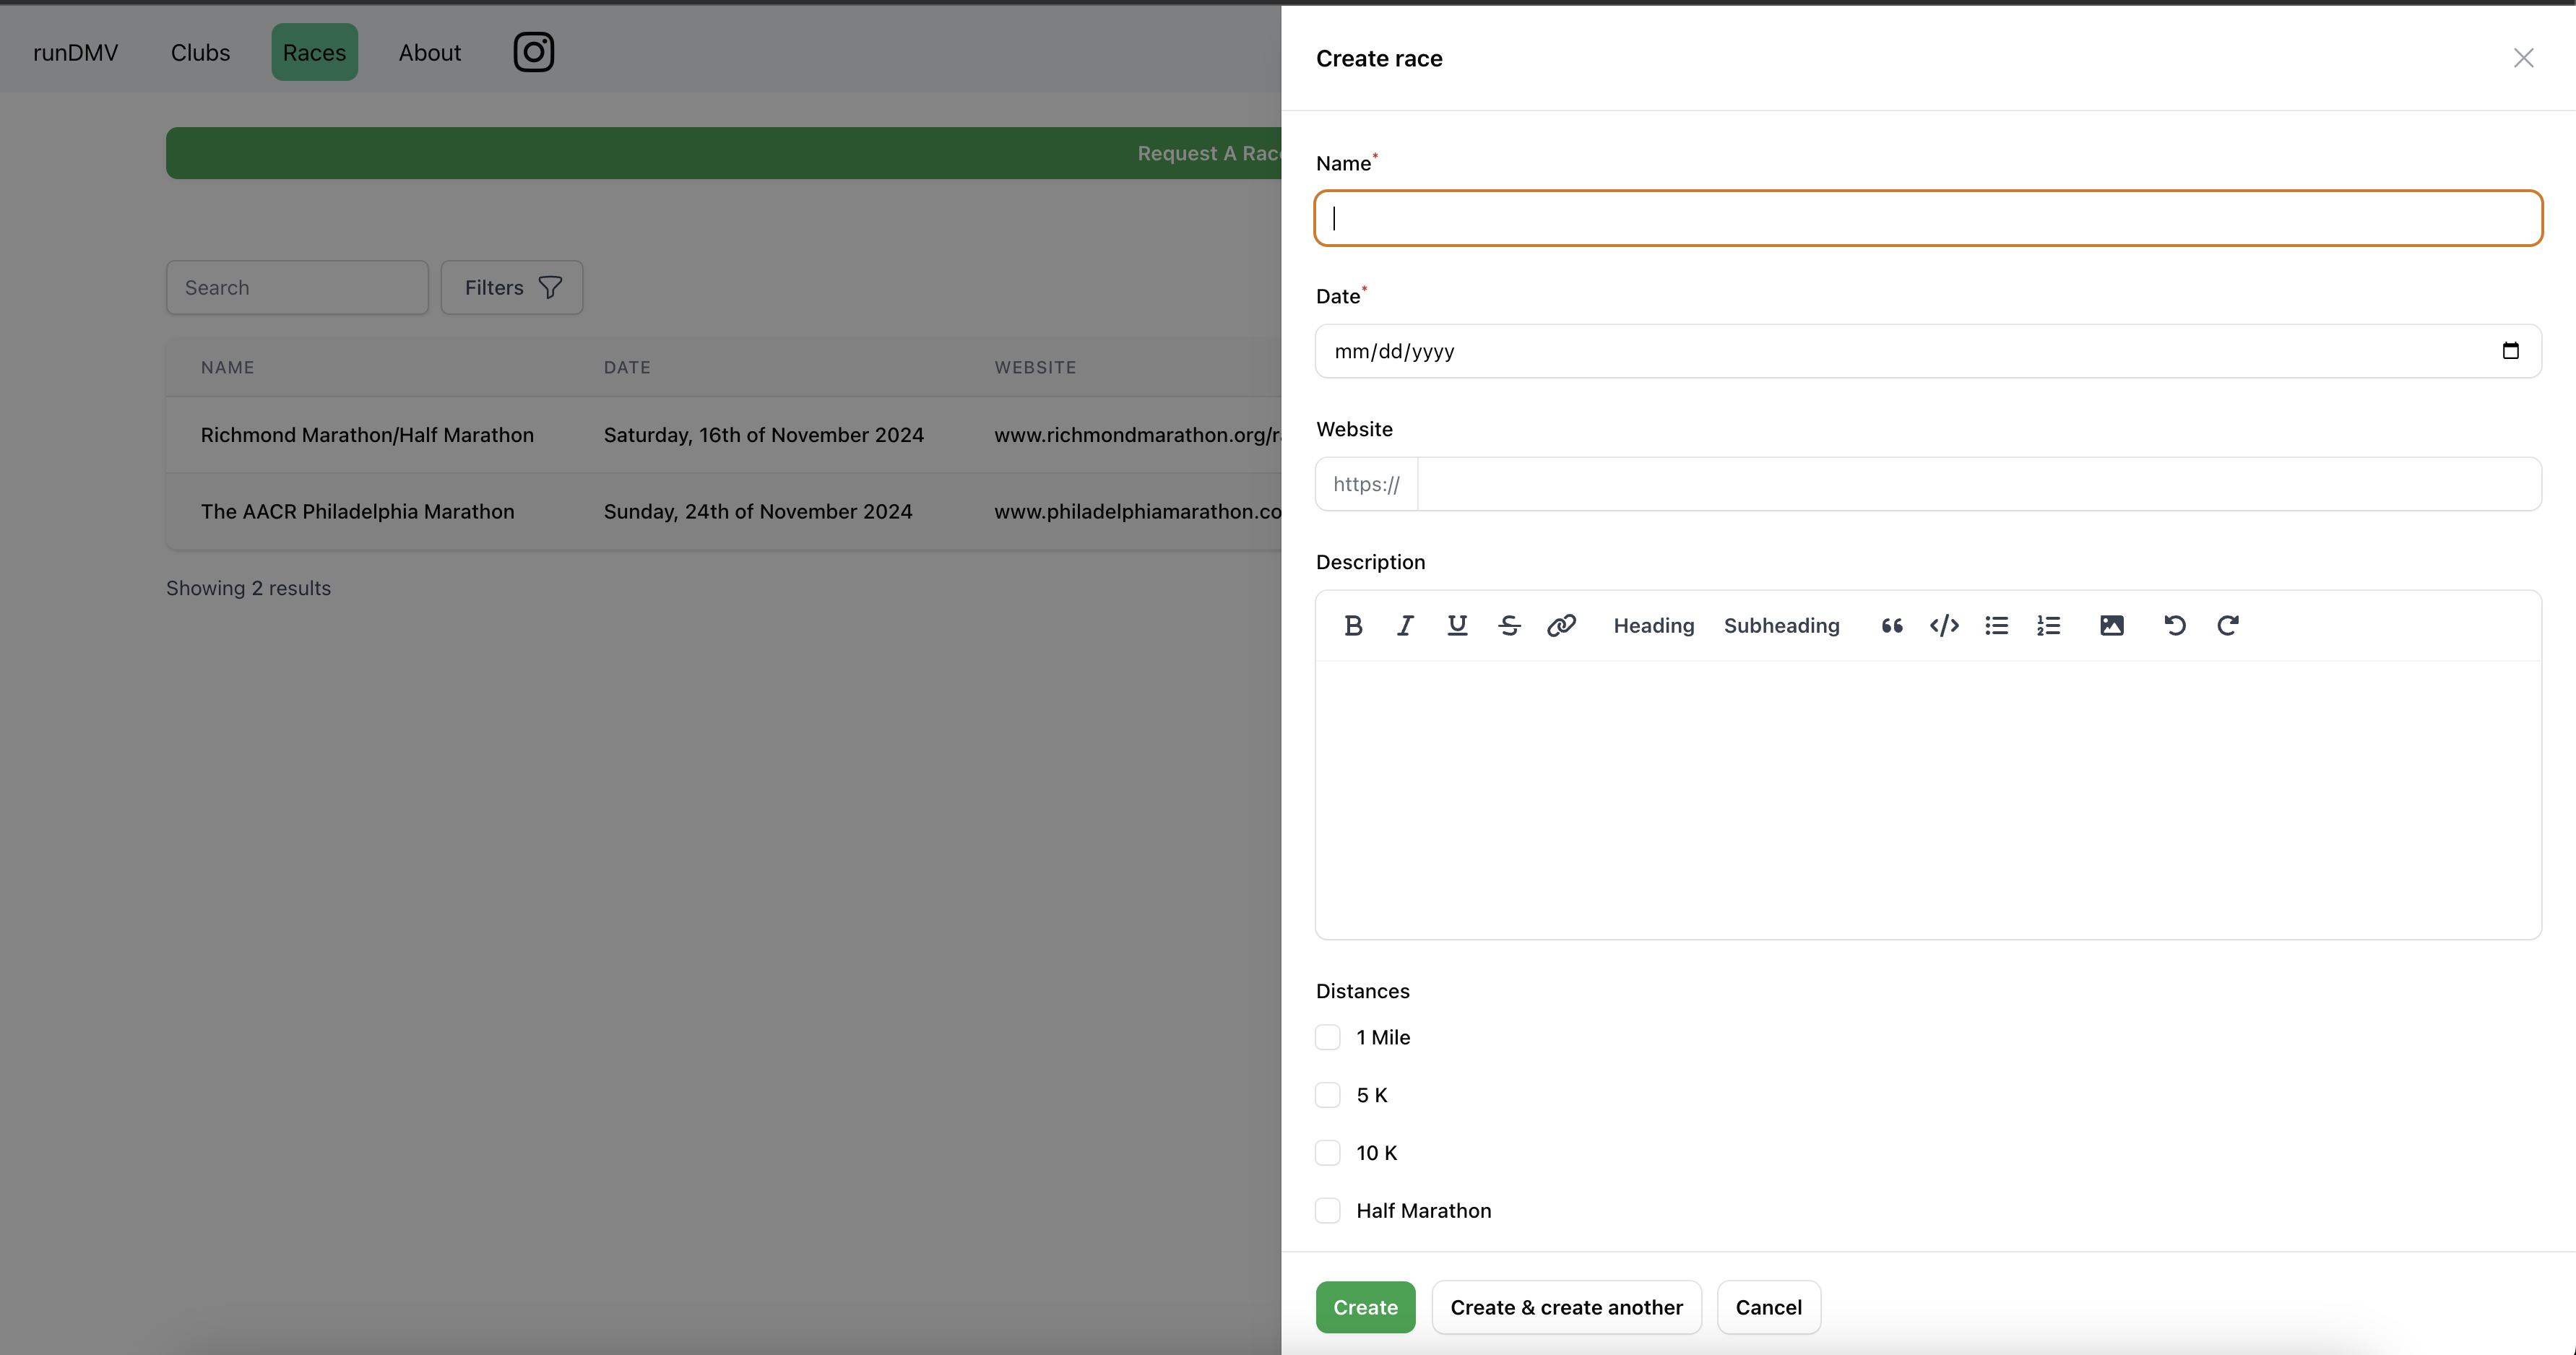 runDMV Clubs Races About
Request A Rac
Search Filters
NAME DATE WEBSITE
Richmond Marathon/Half Marathon Saturday, 16th of November 2024 www.richmondmarathon.org/r
The AACR Philadelphia Marathon Sunday, 24th of November 2024 www.philadelphiamarathon.co
Showing 2 results
Create race
Name*
Date*
mm/dd/yyyy
Website
https://
Description
Heading Subheading
Distances
1 Mile
5 K
10 K
Half Marathon
Create Create & create another Cancel